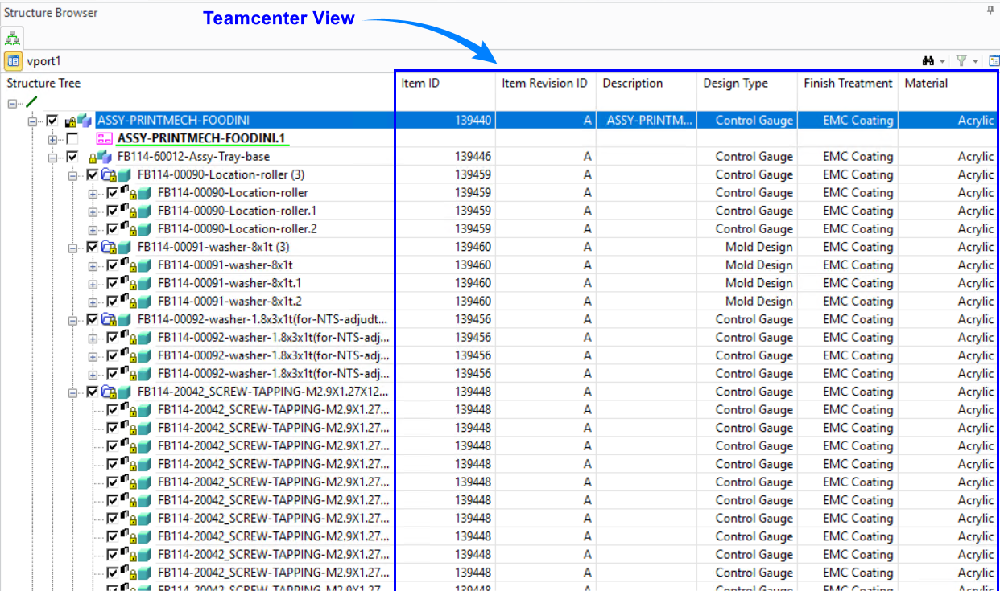 Structure Browser
Teamcenter View
vport1
Structure Tree Item ID Item Revision ID Description Design Type Finish Treatment Material
ASSY-PRINTMECH-FOODINI 139440 A ASSY-PRINTM... Control Gauge EMC Coating Acrylic
ASSY-PRINTMECH-FOODINI.1
FB114-60012-Assy-Tray-base 139446 A Control Gauge EMC Coating Acrylic
FB114-00090-Location-roller (3) 139459 A Control Gauge EMC Coating Acrylic
FB114-00090-Location-roller 139459 A Control Gauge EMC Coating Acrylic
FB114-00090-Location-roller.1 139459 A Control Gauge EMC Coating Acrylic
FB114-00090-Location-roller.2 139459 A Control Gauge EMC Coating Acrylic
FB114-00091-washer-8x1t (3) 139460 A Mold Design EMC Coating Acrylic
FB114-00091-washer-8x1t 139460 A Mold Design EMC Coating Acrylic
FB114-00091-washer-8x1t.1 139460 A Mold Design EMC Coating Acrylic
FB114-00091-washer-8x1t.2 139460 A Mold Design EMC Coating Acrylic
FB114-00092-washer-1.8x3x1t(for-NTS-adjudt... 139456 A Control Gauge EMC Coating Acrylic
FB114-00092-washer-1.8x3x1t(for-NTS-adj... 139456 A Control Gauge EMC Coating Acrylic
FB114-00092-washer-1.8x3x1t(for-NTS-adj... 139456 A Control Gauge EMC Coating Acrylic
FB114-00092-washer-1.8x3x1t(for-NTS-adj... 139456 A Control Gauge EMC Coating Acrylic
FB114-20042_SCREW-TAPPING-M2.9X1.27X12... 139448 A Control Gauge EMC Coating Acrylic
FB114-20042_SCREW-TAPPING-M2.9X1.27... 139448 A Control Gauge EMC Coating Acrylic
FB114-20042_SCREW-TAPPING-M2.9X1.27... 139448 A Control Gauge EMC Coating Acrylic
FB114-20042_SCREW-TAPPING-M2.9X1.27... 139448 A Control Gauge EMC Coating Acrylic
FB114-20042_SCREW-TAPPING-M2.9X1.27... 139448 A Control Gauge EMC Coating Acrylic
FB114-20042_SCREW-TAPPING-M2.9X1.27... 139448 A Control Gauge EMC Coating Acrylic
FB114-20042_SCREW-TAPPING-M2.9X1.27... 139448 A Control Gauge EMC Coating Acrylic
FB114-20042_SCREW-TAPPING-M2.9X1.27... 139448 A Control Gauge EMC Coating Acrylic
FB114-20042_SCREW-TAPPING-M2.9X1.27... 139448 A Control Gauge EMC Coating Acrylic
FB114-20042_SCREW-TAPPING-M2.9X1.27... 139448 A Control Gauge EMC Coating Acrylic
FB114-20042_SCREW-TAPPING-M2.9X1.27... 139448 A Control Gauge EMC Coating Acrylic
FB114-20042_SCREW-TAPPING-M2.9X1.27... 139448 A Control Gauge EMC Coating Acrylic